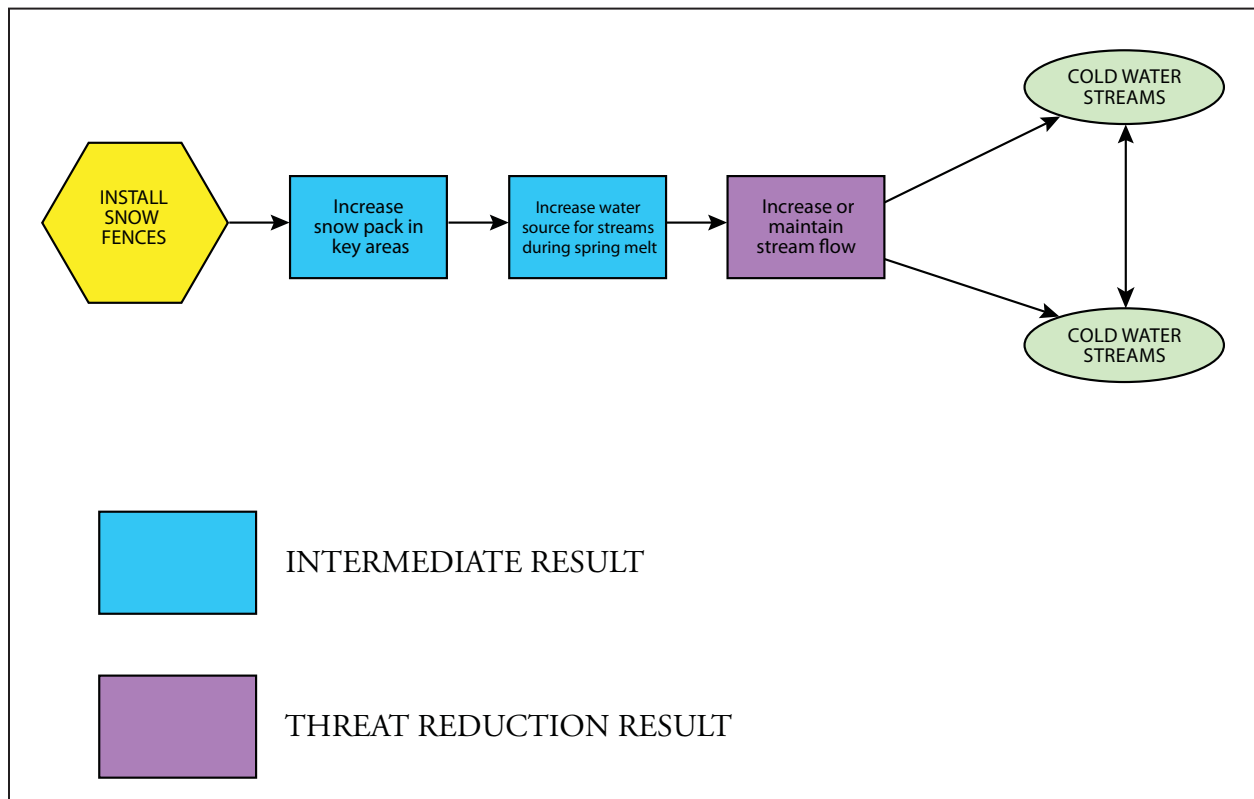 INSTALL
SNOW
FENCES
Increase
snow pack in
key areas
Increase water
source for streams
during spring melt
Increase or
maintain
stream flow
COLD WATER
STREAMS
COLD WATER
STREAMS
INTERMEDIATE RESULT
THREAT REDUCTION RESULT